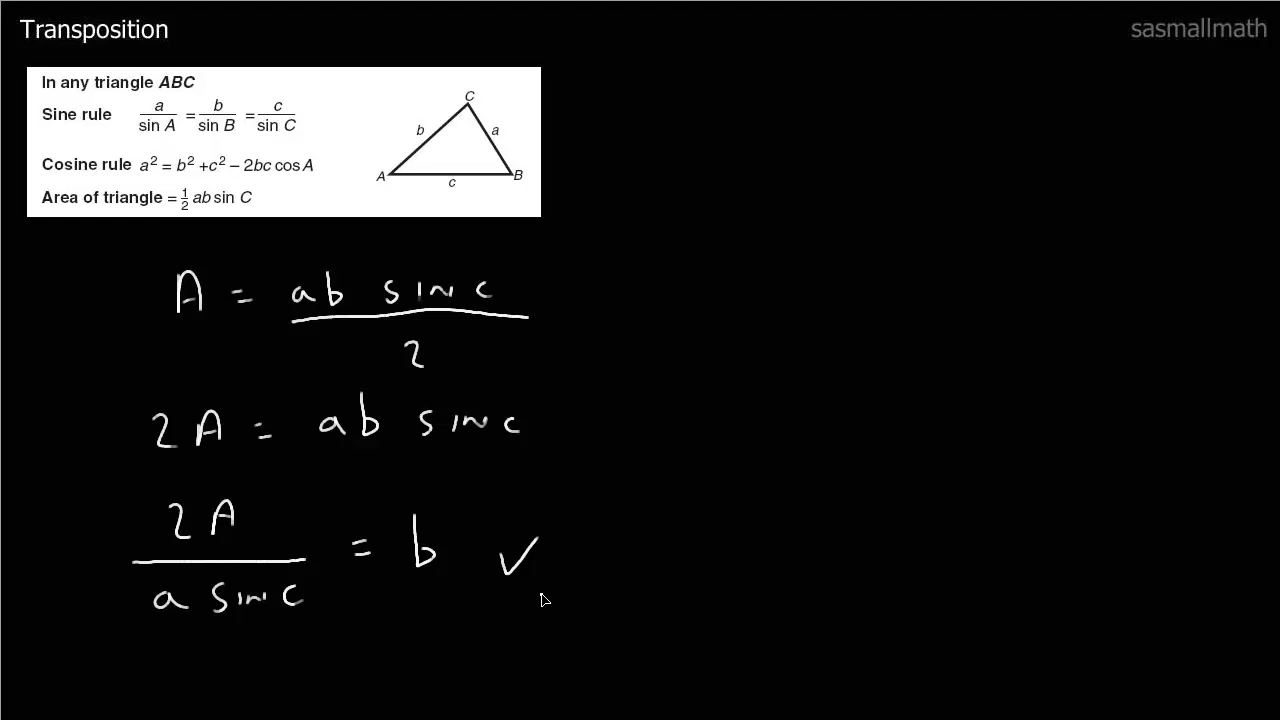 Transposition
sasmallmath
In any triangle ABC
Sine rule a/sin A = b/sin B = c/sin C
Cosine rule a² = b² + c² – 2bc cos A
Area of triangle = ½ ab sin C
C
b
a
A
B
c
A = ab sin c
2
2A = ab sin c
2A
= b ✓
a sin c